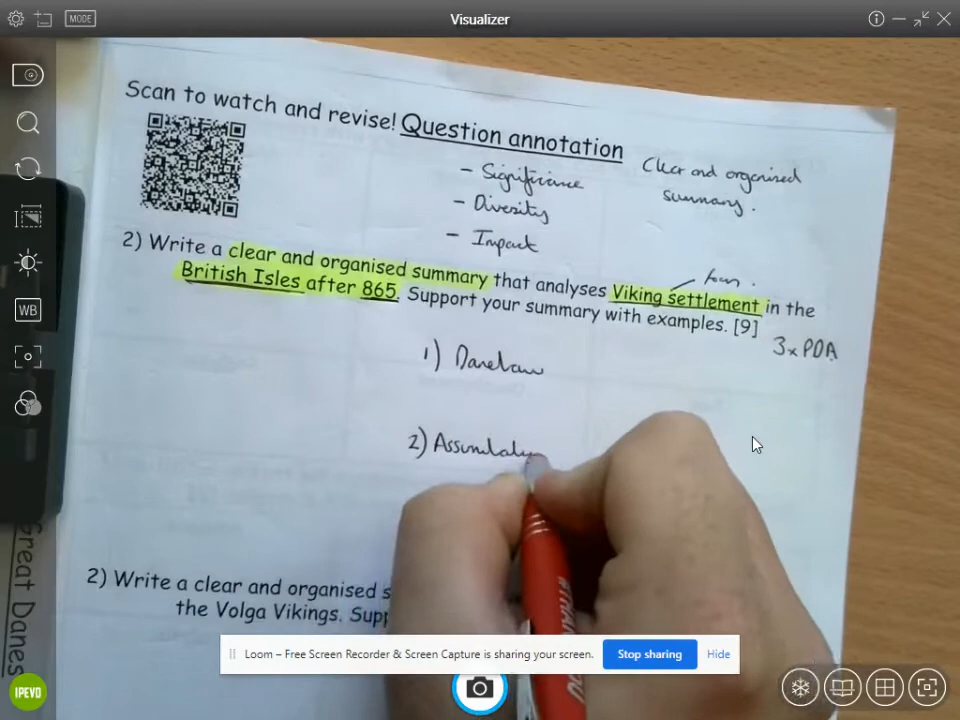 MODE
Visualizer
Scan to watch and revise! Question annotation
- Significance
- Diversity
- Impact
Clear and organised
summary.
2) Write a clear and organised summary that analyses Viking settlement in the
British Isles after 865. Support your summary with examples. [9]
focus.
3x PDA
1) Danelaw
2) Assimilation
WB
2) Write a clear and organised s
the Volga Vikings. Supp
Great Danes
Loom – Free Screen Recorder & Screen Capture is sharing your screen.
Stop sharing
Hide
IPEVO